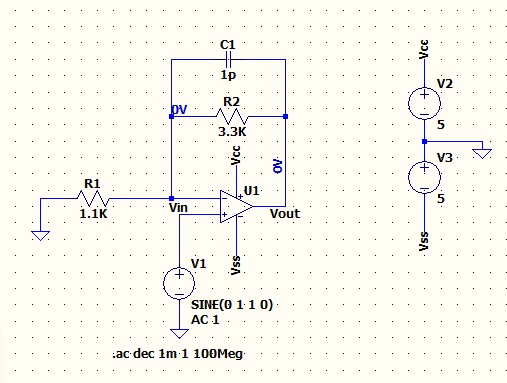 C1
1p
0V
R2
3.3K
Vcc
0V
R1
1.1K
Vin
U1
Vout
Vss
V1
SINE(0 1 1 0)
AC 1
.ac dec 1m 1 100Meg
Vcc
V2
5
V3
5
Vss